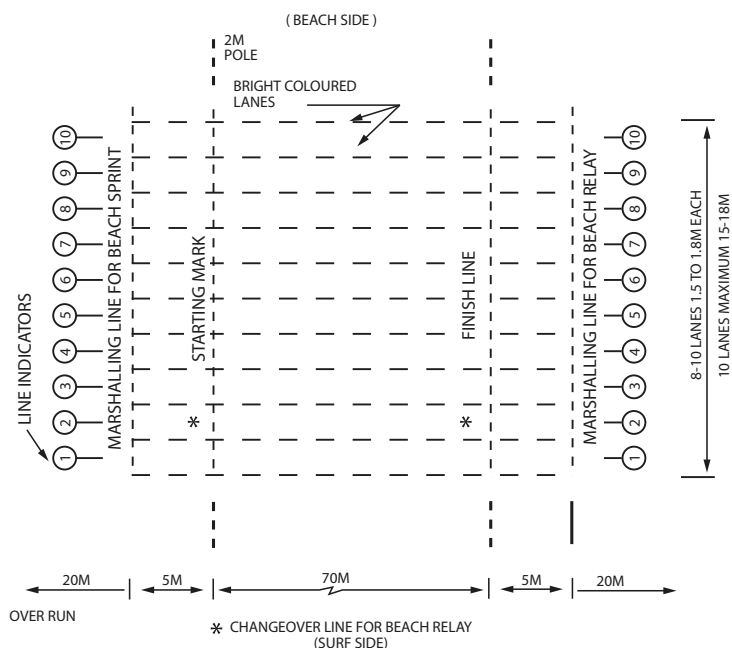 ( BEACH SIDE )
2M
POLE
BRIGHT COLOURED
LANES
10
9
8
7
6
5
4
3
2
1
LINE INDICATORS
MARSHALLING LINE FOR BEACH SPRINT
STARTING MARK
*
FINISH LINE
*
MARSHALLING LINE FOR BEACH RELAY
10
9
8
7
6
5
4
3
2
1
8-10 LANES 1.5 TO 1.8M EACH
10 LANES MAXIMUM 15-18M
20M
5M
70M
5M
20M
OVER RUN
* CHANGEOVER LINE FOR BEACH RELAY
(SURF SIDE)